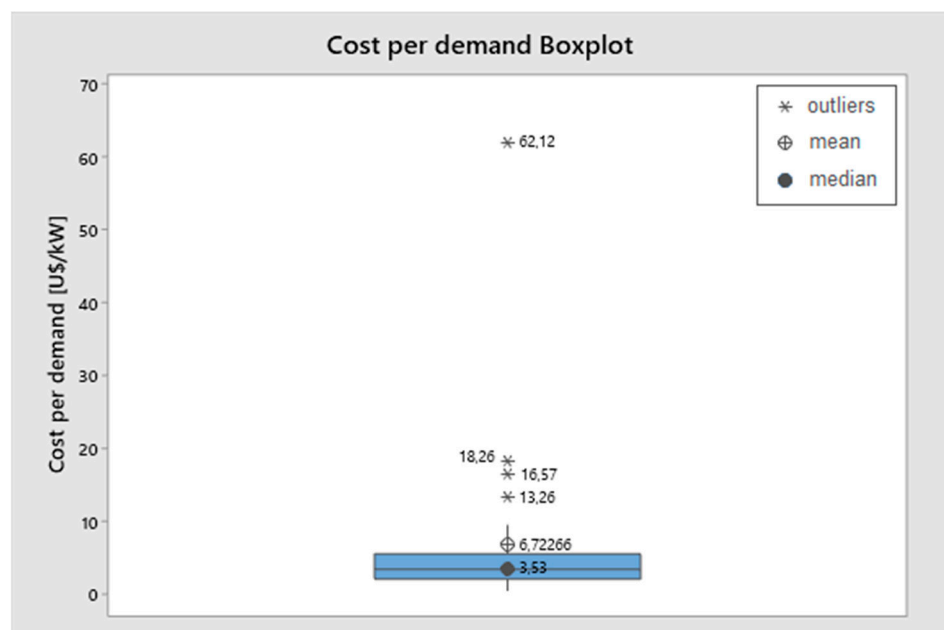 Cost per demand Boxplot
70
60
50
40
30
20
10
0
Cost per demand [U$/kW]
62,12
18,26
16,57
13,26
6,72266
3,53
outliers
mean
median